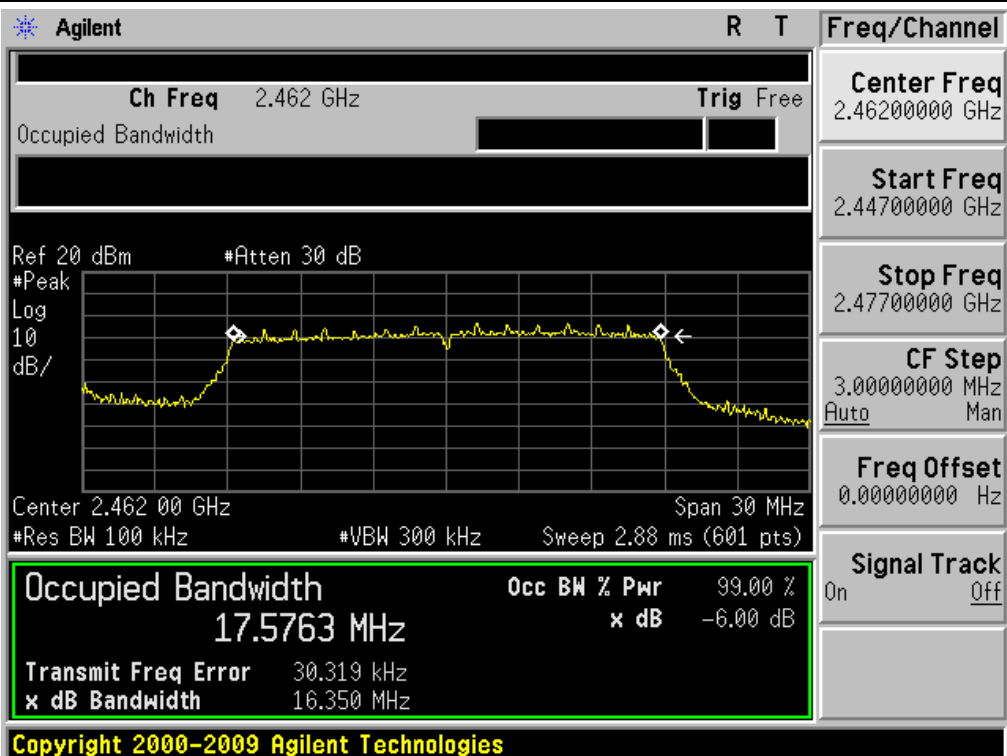 Agilent R T
Ch Freq 2.462 GHz Trig Free
Occupied Bandwidth
Ref 20 dBm #Atten 30 dB
#Peak
Log
10
dB/
Center 2.462 00 GHz Span 30 MHz
#Res BW 100 kHz #VBW 300 kHz Sweep 2.88 ms (601 pts)
Occupied Bandwidth Occ BW % Pwr 99.00 %
17.5763 MHz x dB -6.00 dB
Transmit Freq Error 30.319 kHz
x dB Bandwidth 16.350 MHz
Copyright 2000-2009 Agilent Technologies
Freq/Channel
Center Freq
2.46200000 GHz
Start Freq
2.44700000 GHz
Stop Freq
2.47700000 GHz
CF Step
3.00000000 MHz
Auto Man
Freq Offset
0.00000000 Hz
Signal Track
On Off